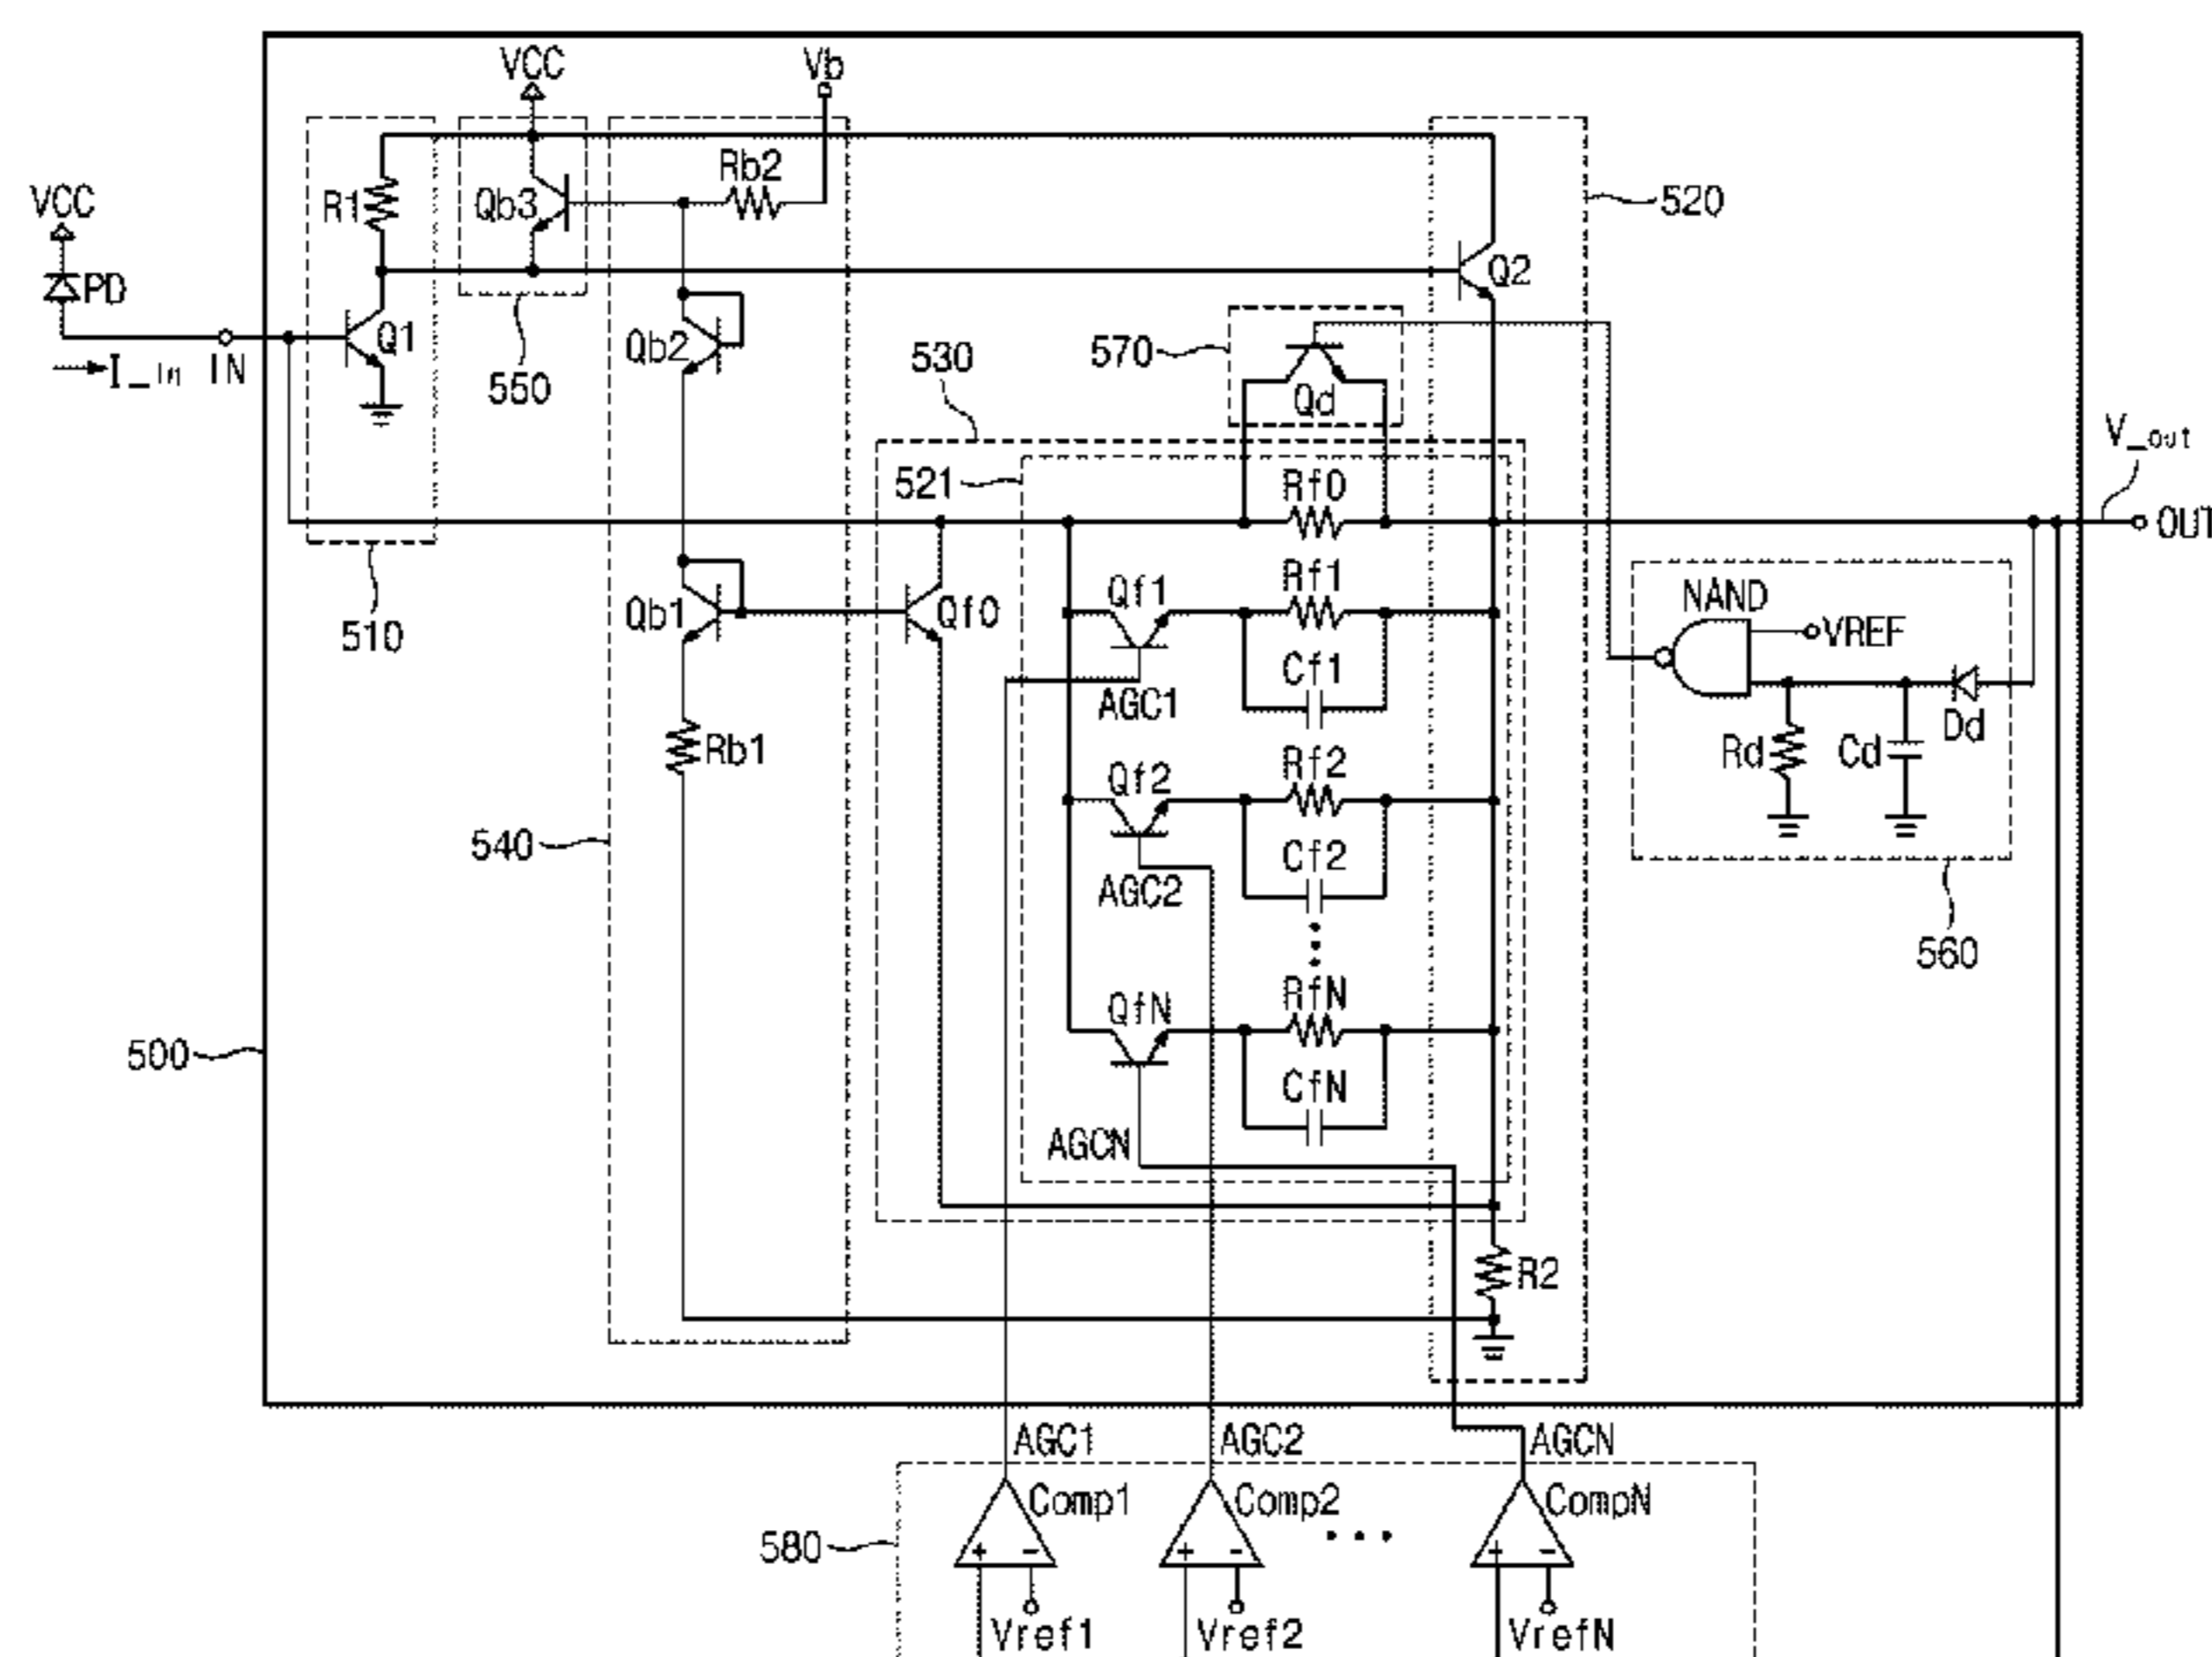 VCC
Vb
VCC
R1
Qb3
Rb2
520
PD
Q2
I_in
IN
Q1
550
Qb2
530
570
Qd
V_out
521
Rf0
OUT
510
Qb1
Qf0
Qf1
Rf1
NAND
VREF
Cf1
AGC1
Rb1
Qf2
Rf2
Rd
Cd
Dd
540
Cf2
AGC2
560
500
QfN
RfN
CfN
AGCN
R2
AGC1
AGC2
AGCN
580
Comp1
Comp2
CompN
+ -
+ -
+ -
Vref1
Vref2
VrefN